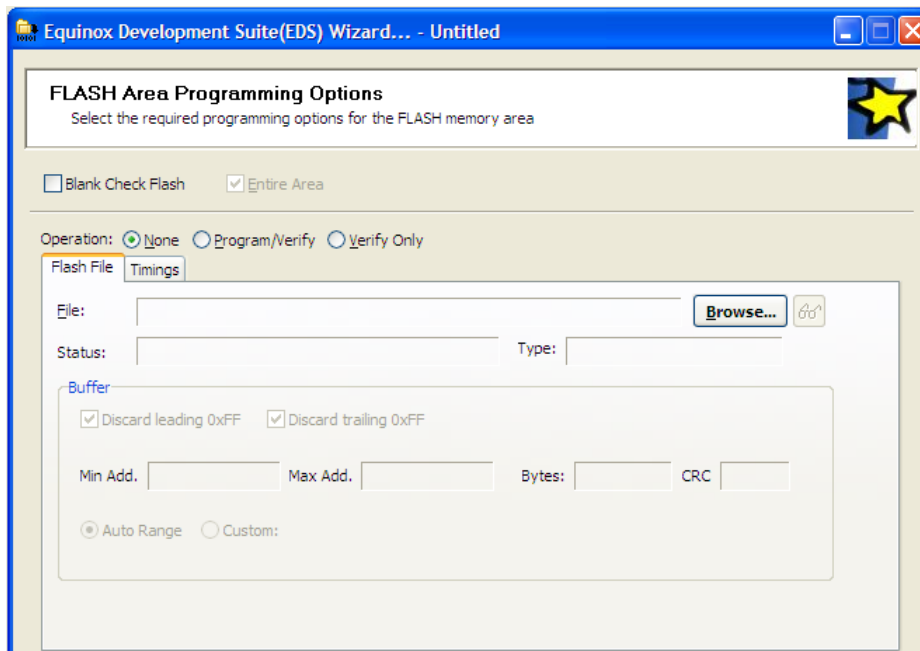 Equinox Development Suite(EDS) Wizard... - Untitled
FLASH Area Programming Options
Select the required programming options for the FLASH memory area
Blank Check Flash Entire Area
Operation: None Program/Verify Verify Only
Flash File Timings
File: Browse...
Status: Type:
Buffer
Discard leading 0xFF Discard trailing 0xFF
Min Add. Max Add. Bytes: CRC
Auto Range Custom: